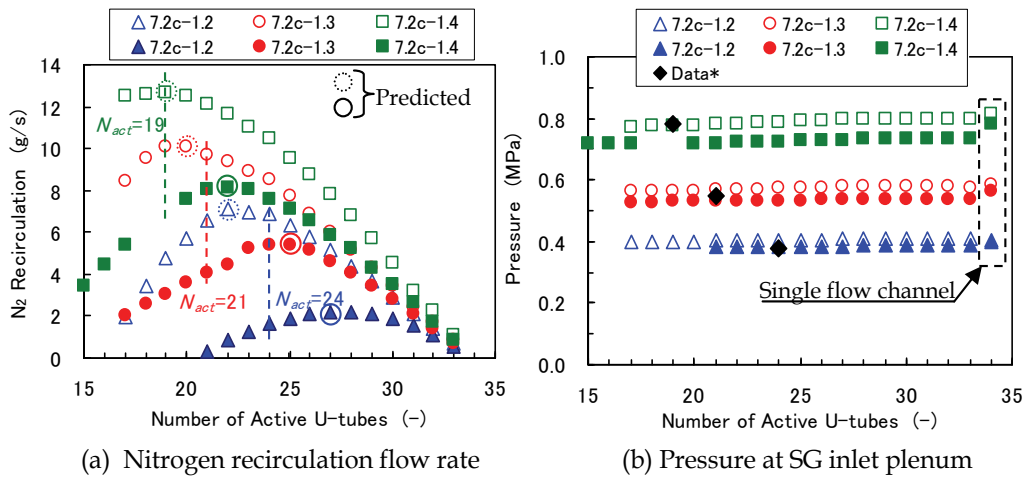 7.2c-1.2 7.2c-1.3 7.2c-1.4
7.2c-1.2 7.2c-1.3 7.2c-1.4
N₂ Recirculation (g/s)
14
12
10
8
6
4
2
0
Predicted
Nact=19
Nact=21
Nact=24
15 20 25 30 35
Number of Active U-tubes (-)
(a) Nitrogen recirculation flow rate
7.2c-1.2 7.2c-1.3 7.2c-1.4
7.2c-1.2 7.2c-1.3 7.2c-1.4
Data*
Pressure (MPa)
1.0
0.8
0.6
0.4
0.2
0.0
Single flow channel
15 20 25 30 35
Number of Active U-tubes (-)
(b) Pressure at SG inlet plenum